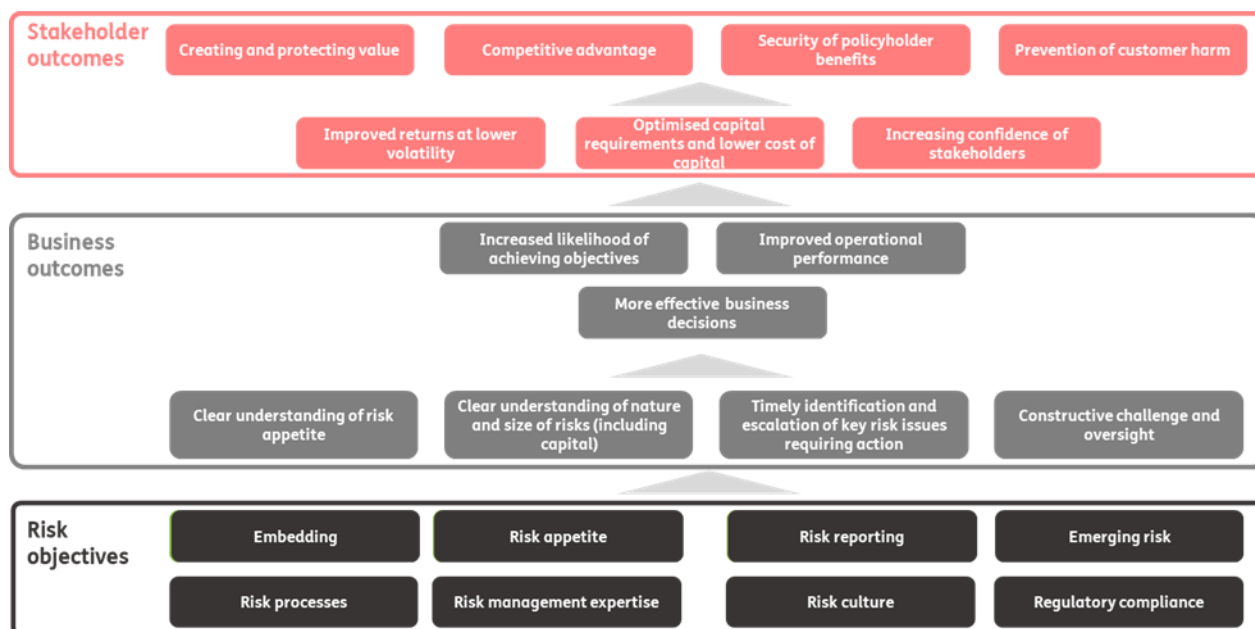 Stakeholder
outcomes
Creating and protecting value
Competitive advantage
Security of policyholder
benefits
Prevention of customer harm
Improved returns at lower
volatility
Optimised capital
requirements and lower cost of
capital
Increasing confidence of
stakeholders
Business
outcomes
Increased likelihood of
achieving objectives
Improved operational
performance
More effective business
decisions
Clear understanding of risk
appetite
Clear understanding of nature
and size of risks (including
capital)
Timely identification and
escalation of key risk issues
requiring action
Constructive challenge and
oversight
Risk
objectives
Embedding
Risk appetite
Risk reporting
Emerging risk
Risk processes
Risk management expertise
Risk culture
Regulatory compliance